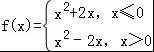 f(x)={x²+2x, x≤0
x²-2x, x>0